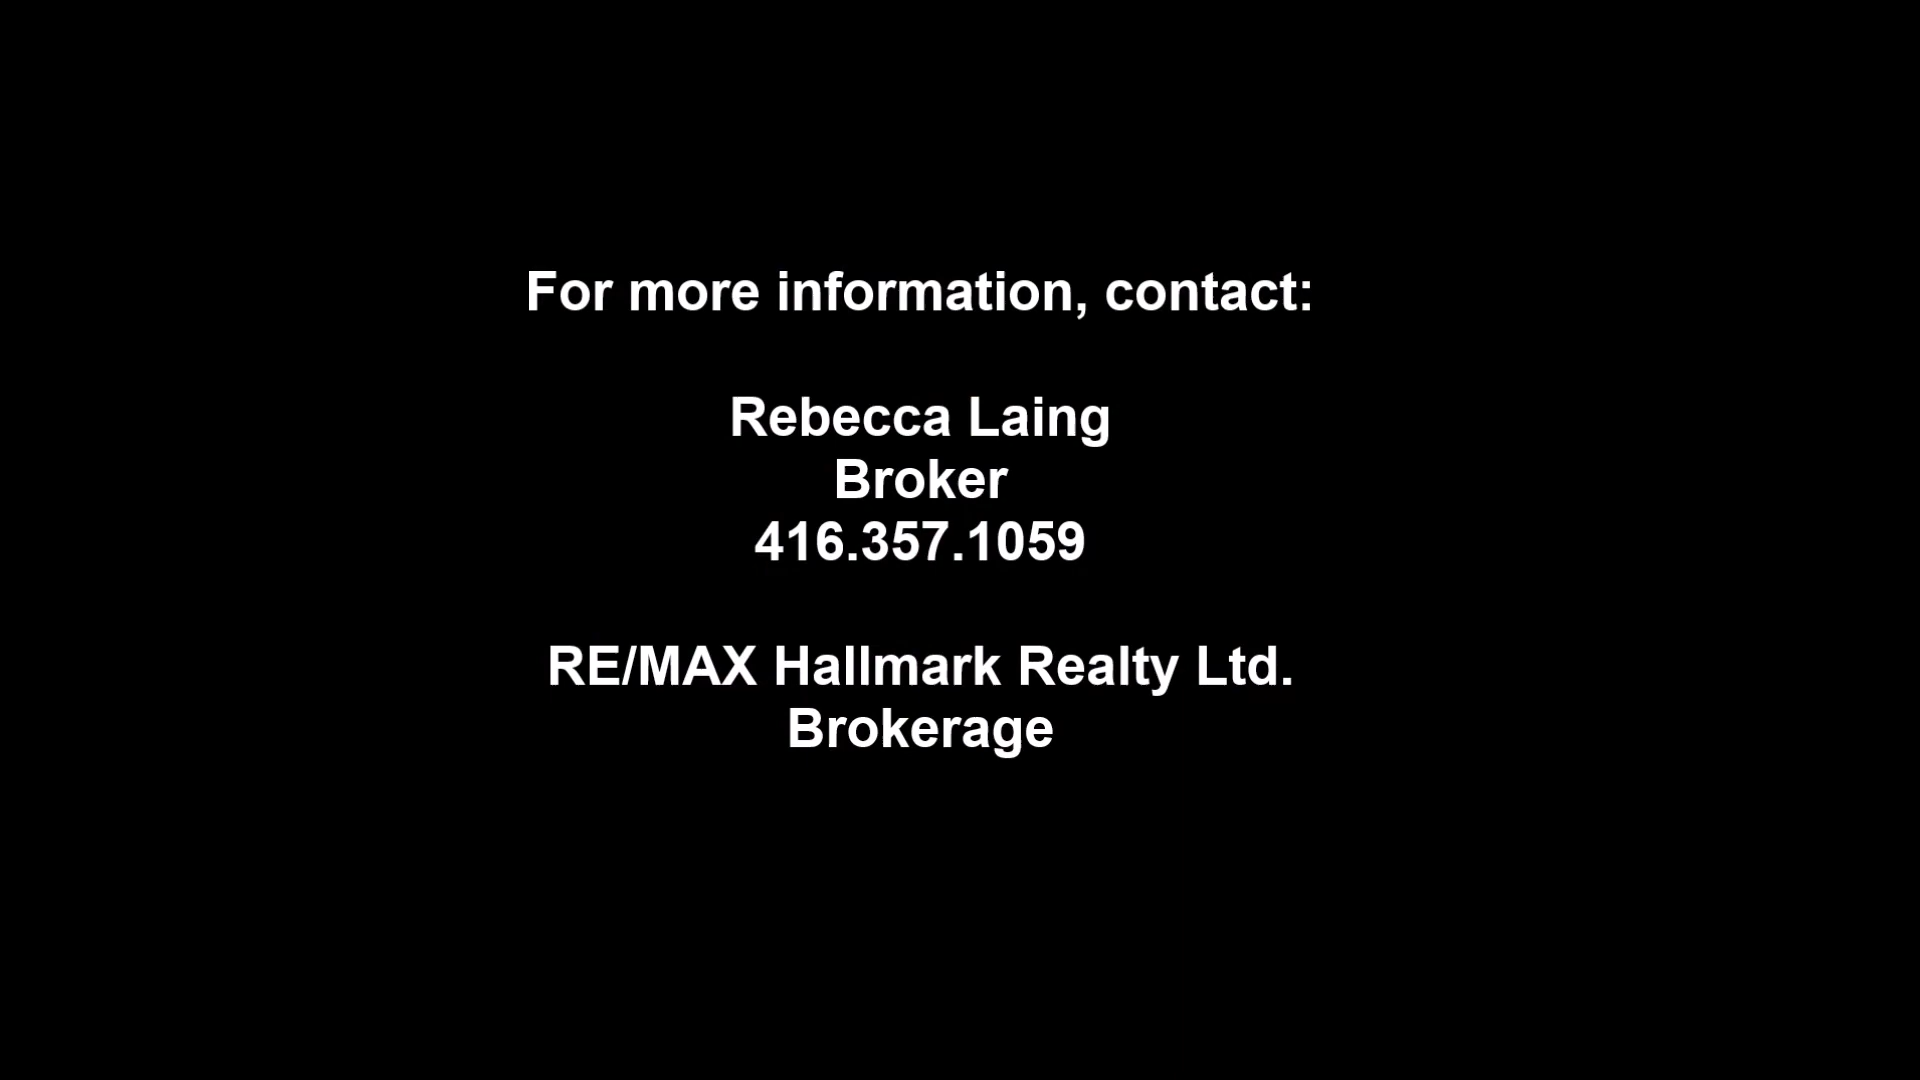 For more information, contact:
Rebecca Laing
Broker
416.357.1059
RE/MAX Hallmark Realty Ltd.
Brokerage